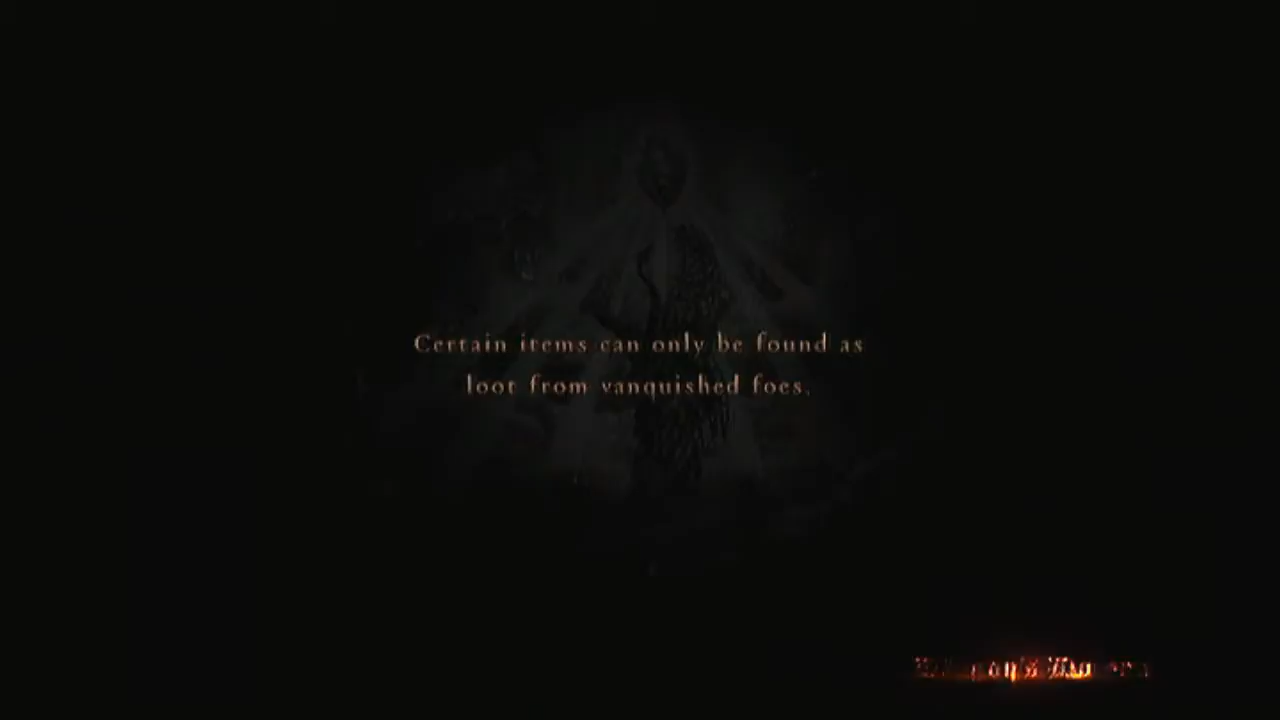 Certain items can only be found as
loot from vanquished foes.